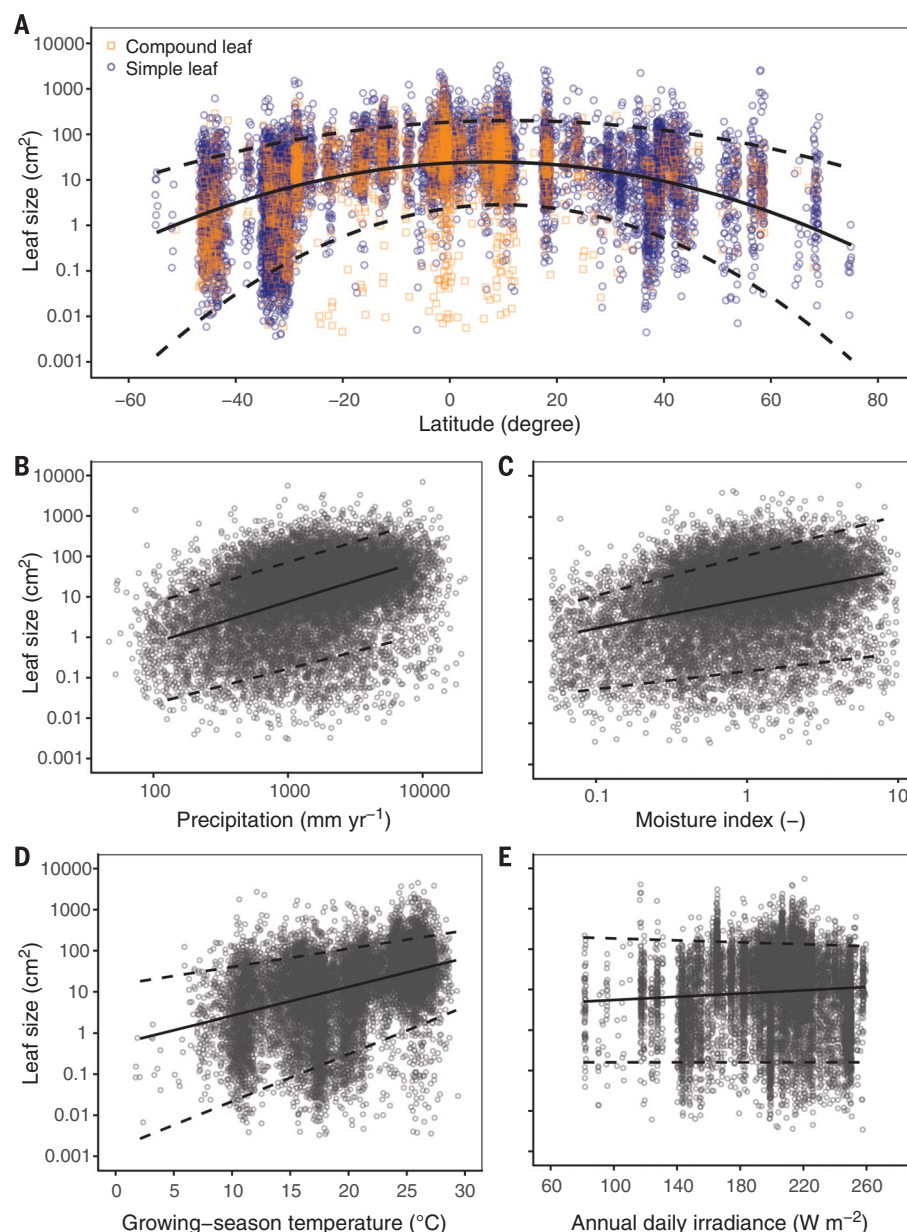 A
Compound leaf
Simple leaf
Leaf size (cm²)
10000
1000
100
10
1
0.1
0.01
0.001
−60 −40 −20 0 20 40 60 80
Latitude (degree)
B
Leaf size (cm²)
10000
1000
100
10
1
0.1
0.01
0.001
100 1000 10000
Precipitation (mm yr⁻¹)
C
0.1 1 10
Moisture index (−)
D
Leaf size (cm²)
10000
1000
100
10
1
0.1
0.01
0.001
0 5 10 15 20 25 30
Growing−season temperature (°C)
E
60 100 140 180 220 260
Annual daily irradiance (W m⁻²)